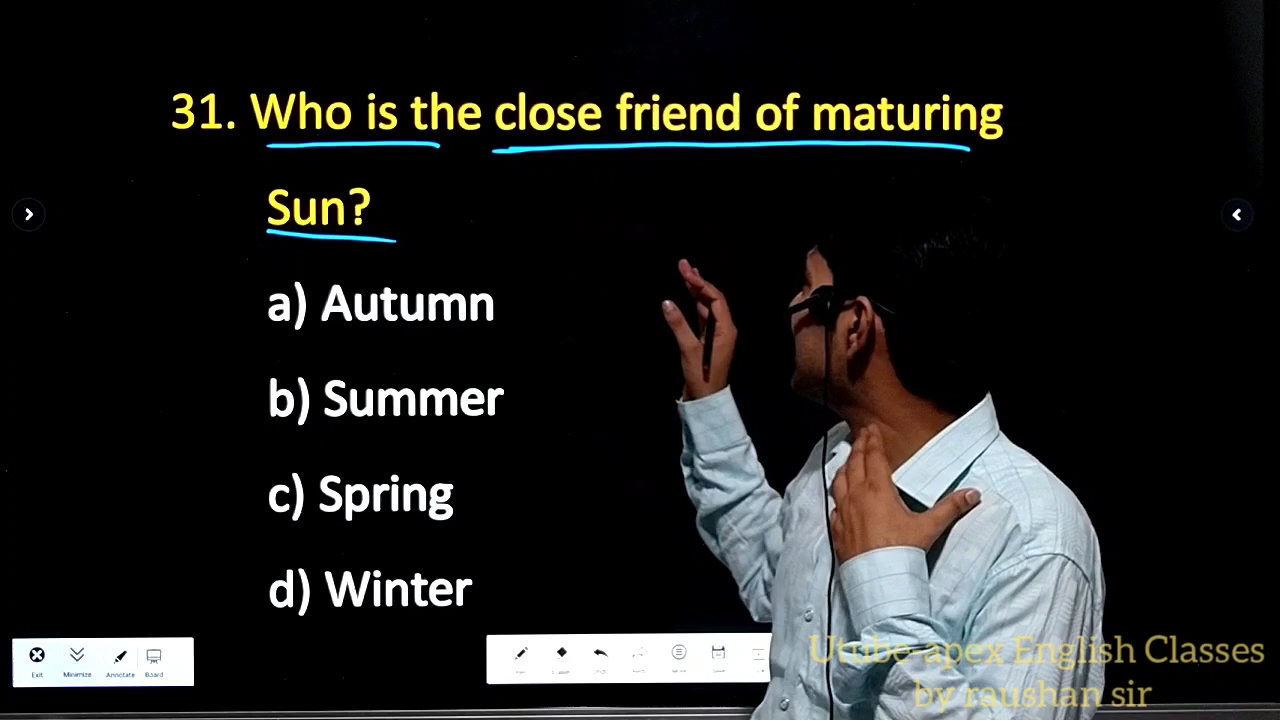 31. Who is the close friend of maturing
Sun?
a) Autumn
b) Summer
c) Spring
d) Winter
Exit Minimize Annotate Board
Utube-apex English Classes
by raushan sir